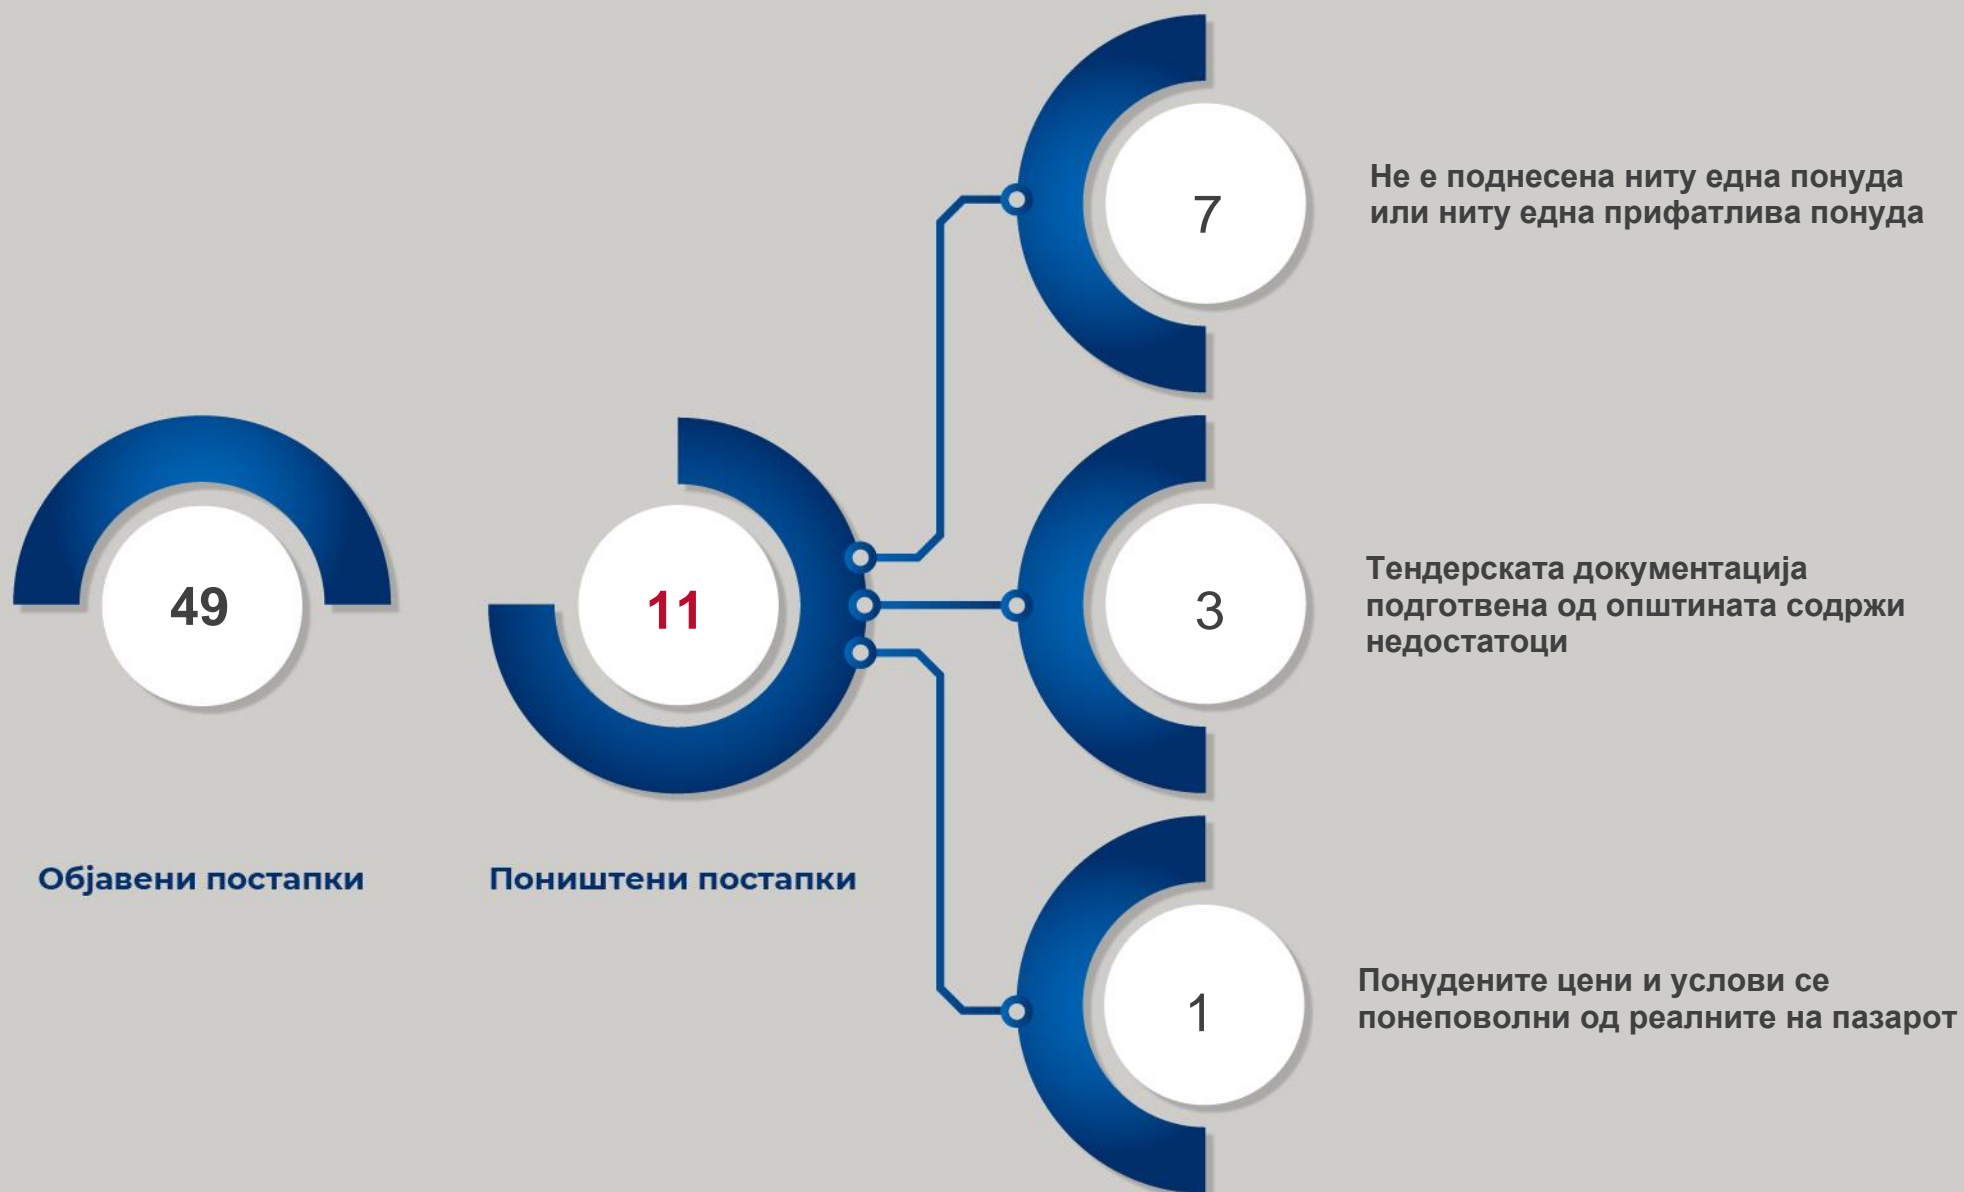 49
Објавени постапки
11
Поништени постапки
7
Не е поднесена ниту една понуда
или ниту една прифатлива понуда
3
Тендерската документација
подготвена од општината содржи
недостатоци
1
Понудените цени и услови се
понеповолни од реалните на пазарот